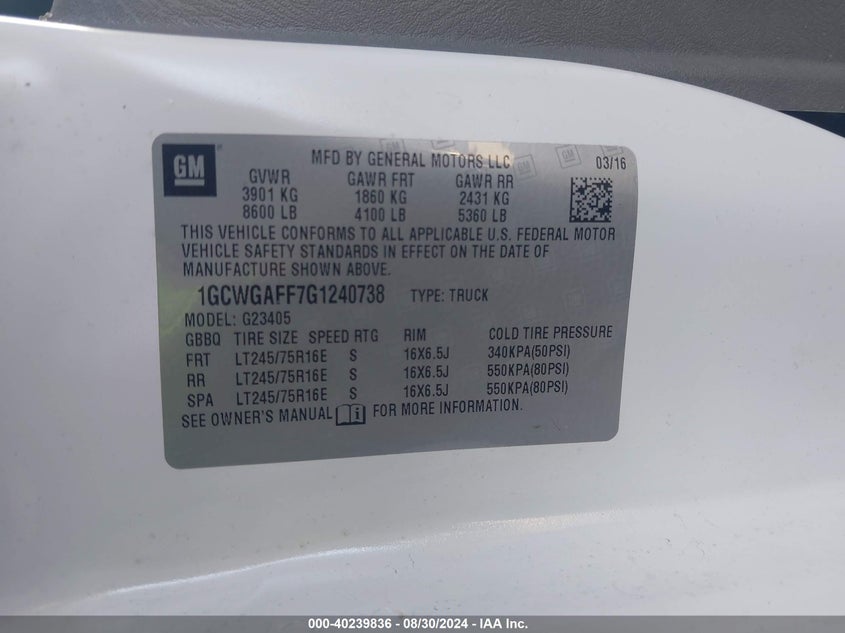 GM
MFD BY GENERAL MOTORS LLC 03/16
GVWR GAWR FRT GAWR RR
3901 KG 1860 KG 2431 KG
8600 LB 4100 LB 5360 LB
THIS VEHICLE CONFORMS TO ALL APPLICABLE U.S. FEDERAL MOTOR
VEHICLE SAFETY STANDARDS IN EFFECT ON THE DATE OF
MANUFACTURE SHOWN ABOVE.
1GCWGAFF7G1240738 TYPE: TRUCK
MODEL: G23405
GBBQ TIRE SIZE SPEED RTG RIM COLD TIRE PRESSURE
FRT LT245/75R16E S 16X6.5J 340KPA(50PSI)
RR LT245/75R16E S 16X6.5J 550KPA(80PSI)
SPA LT245/75R16E S 16X6.5J 550KPA(80PSI)
SEE OWNER'S MANUAL FOR MORE INFORMATION.
000-40239836 - 08/30/2024 - IAA Inc.